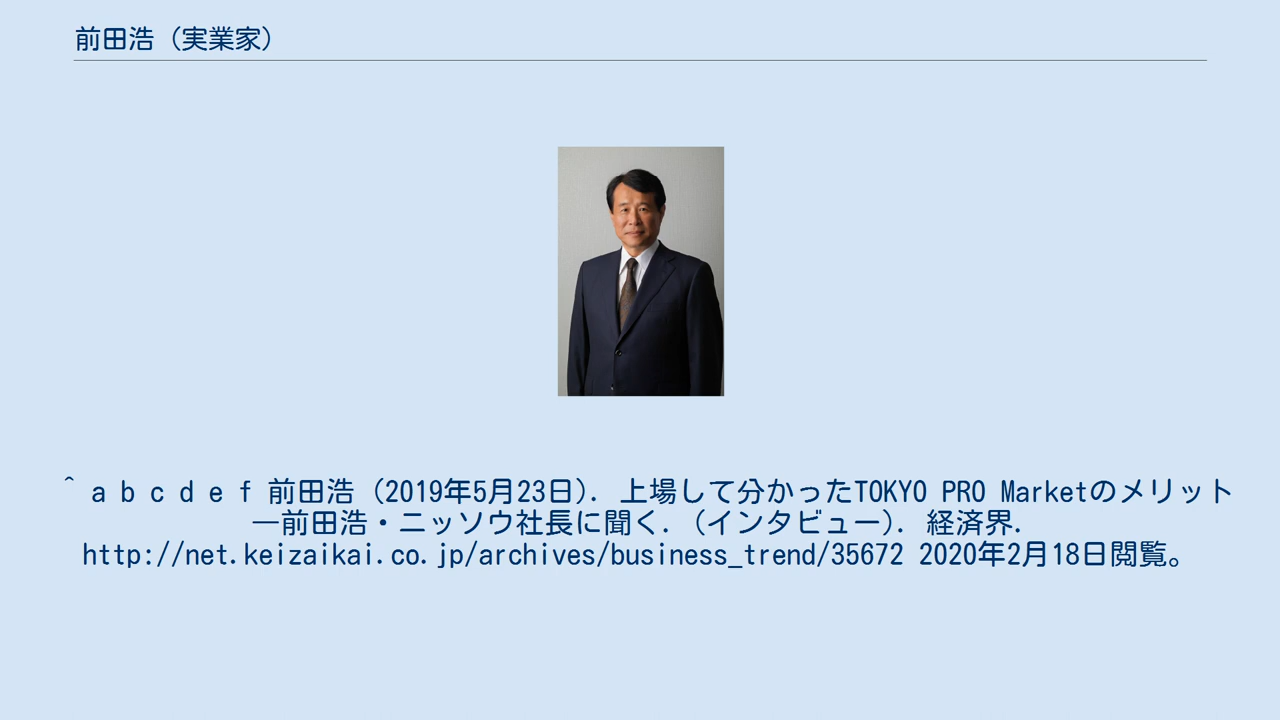 前田浩（実業家）
^ a b c d e f 前田浩（2019年5月23日）. 上場して分かったTOKYO PRO Marketのメリット
―前田浩・ニッソウ社長に聞く.（インタビュー）. 経済界.
http://net.keizaikai.co.jp/archives/business_trend/35672 2020年2月18日閲覧。